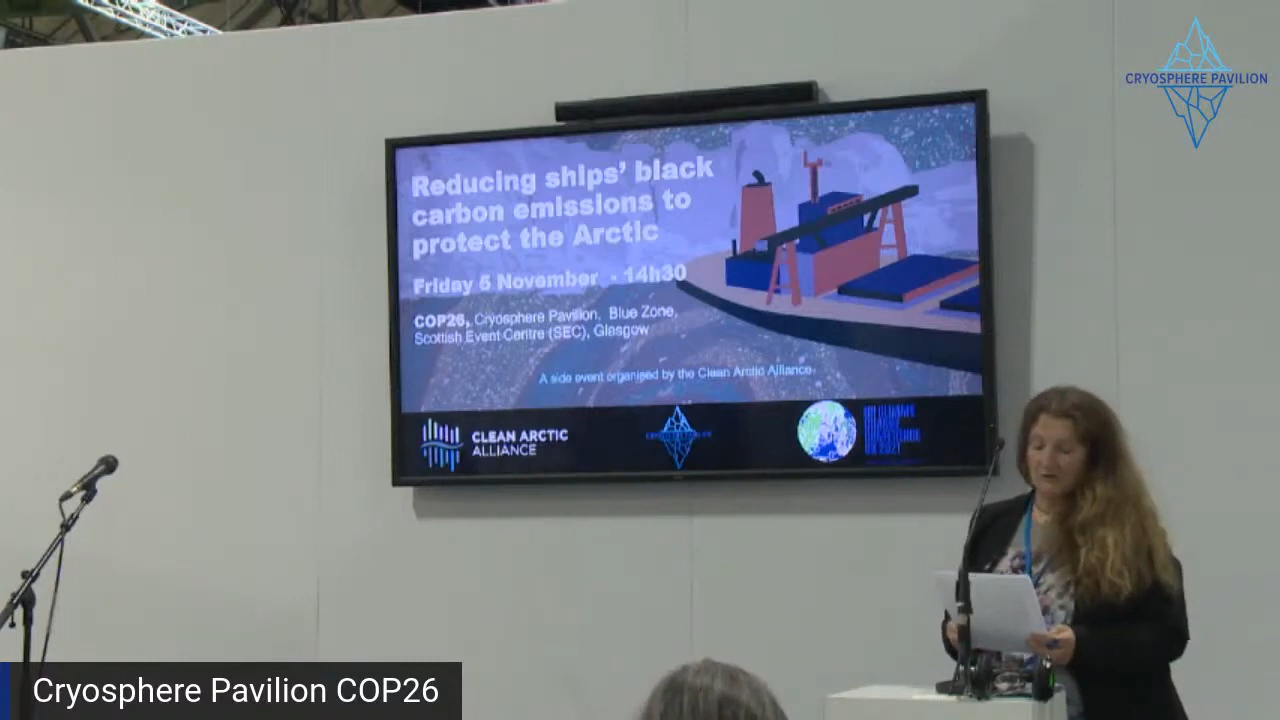 CRYOSPHERE PAVILION
Reducing ships' black
carbon emissions to
protect the Arctic
Friday 5 November - 14h30
COP26, Cryosphere Pavilion, Blue Zone,
Scottish Event Centre (SEC), Glasgow
A side event organised by the Clean Arctic Alliance
CLEAN ARCTIC
ALLIANCE
Cryosphere Pavilion COP26